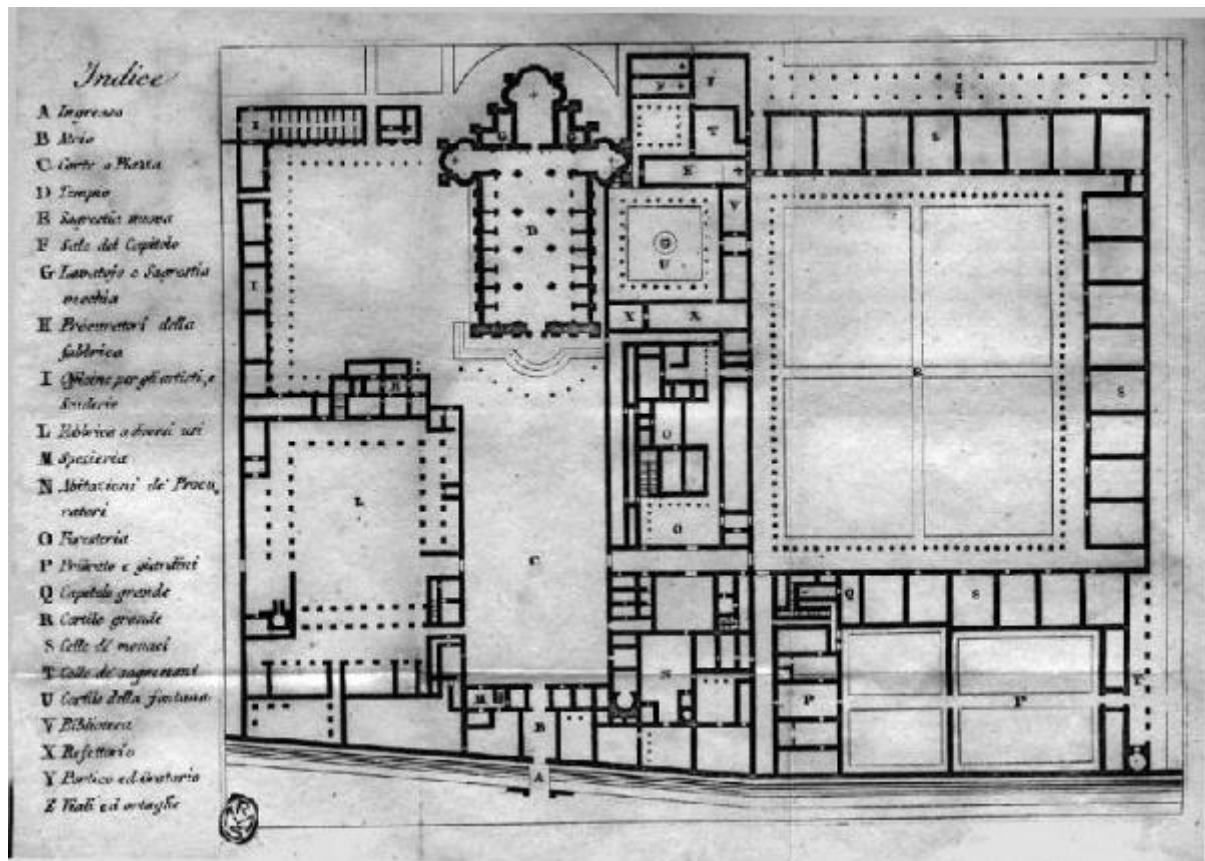 Indice
A Ingresso
B Atrio
C Corte o Piazza
D Tempio
E Sagrestia nuova
F Sale del Capitolo
G Lavatojo e Sagrestia
vecchia
H Procuratori della
fabbrica
I Officine per gli artisti, e
Scuderie
L Fabbrica a diversi usi
M Spezieria
N Abitazioni de' Procu,,
ratori
O Foresteria
P Priorato e giardini
Q Capitolo grande
R Cortile grande
S Celle de' monaci
T Celle de' sagrestani
U Cortile della fontana
V Biblioteca
X Refettorio
Y Portico ed Oratorio
Z Viali ed ortaglie
I
F
F
T
E
V
U
G
G
B
X
X
S
R
S
I
H
L
O
O
C
Q
S
N
P
P
Y
M
B
A
Z